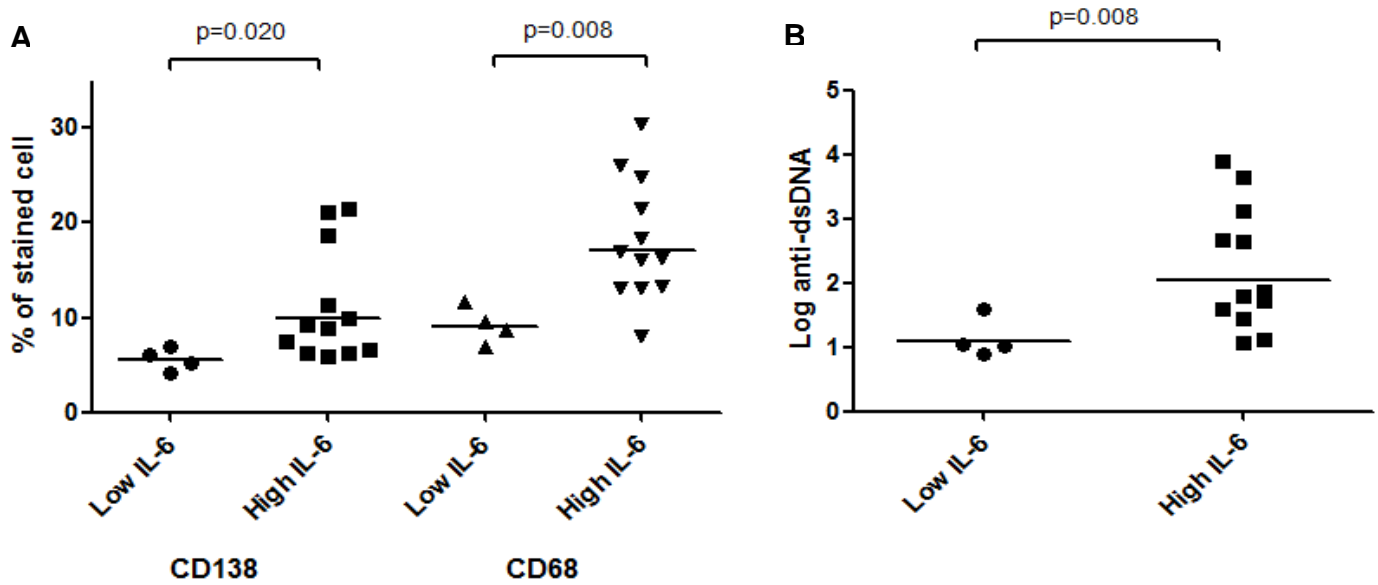 A
p=0.020
p=0.008
% of stained cell
30
20
10
0
Low IL-6
High IL-6
Low IL-6
High IL-6
CD138
CD68
B
p=0.008
Log anti-dsDNA
5
4
3
2
1
0
Low IL-6
High IL-6